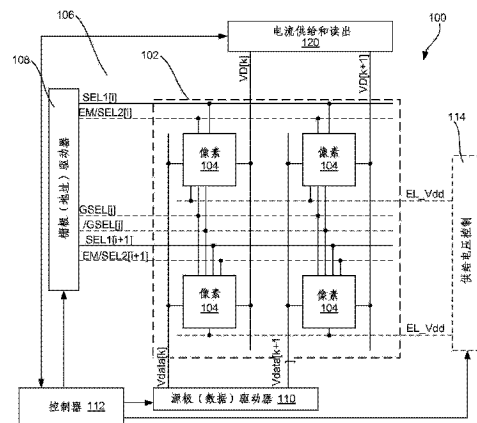 100
106
电流供给和读出
120
102
108
VD[k]
VD[k+1]
SEL1[i]
EM/SEL2[i]
114
像素
104
像素
104
栅极（地址）驱动器
EL_Vdd
GSEL[j]
/GSEL[j]
SEL1[i+1]
EM/SEL2[i+1]
供给电压控制
像素
104
像素
104
EL_Vdd
Vdata[k]
Vdata[k+1
源极（数据）驱动器 110
控制器 112